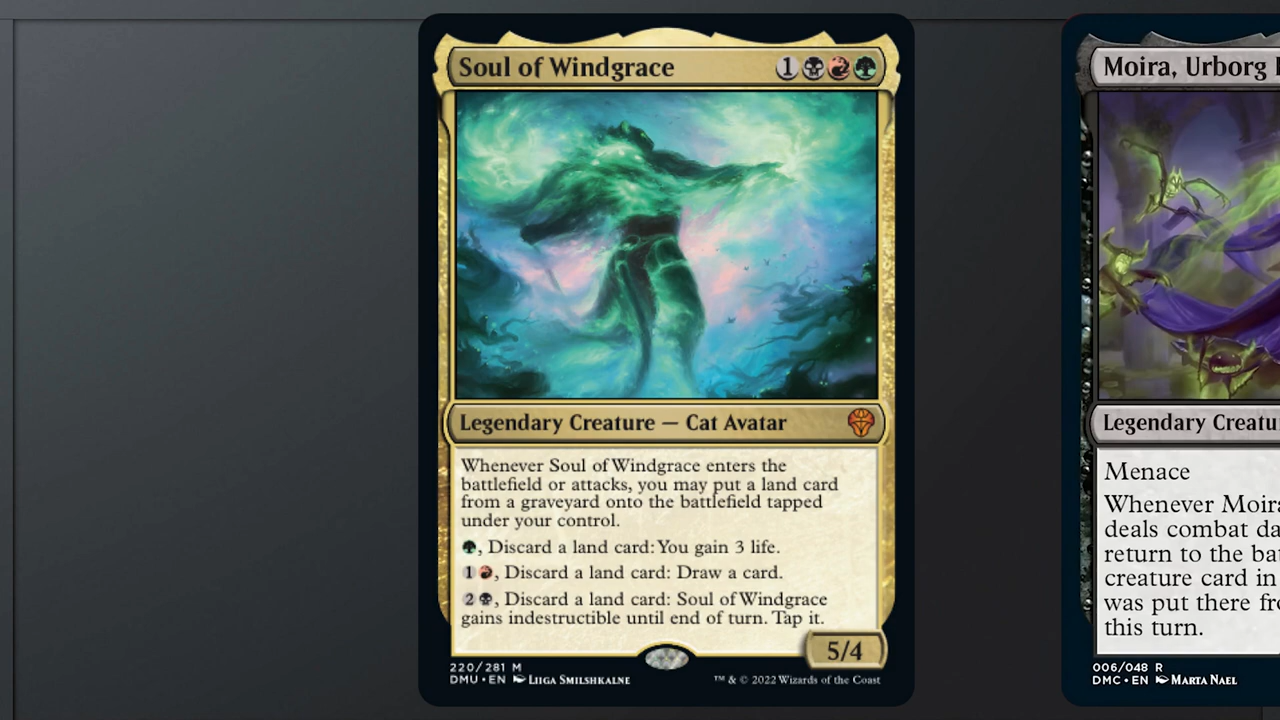 Soul of Windgrace
1
Legendary Creature — Cat Avatar
Whenever Soul of Windgrace enters the
battlefield or attacks, you may put a land card
from a graveyard onto the battlefield tapped
under your control.
, Discard a land card: You gain 3 life.
1 , Discard a land card: Draw a card.
2 , Discard a land card: Soul of Windgrace
gains indestructible until end of turn. Tap it.
5/4
220/281 M
DMU • EN Liiga Smilshkalne
™ & © 2022 Wizards of the Coast
Moira, Urborg
Legendary Creatu
Menace
Whenever Moira
deals combat da
return to the bat
creature card in
was put there fro
this turn.
006/048 R
DMC • EN Marta Nael